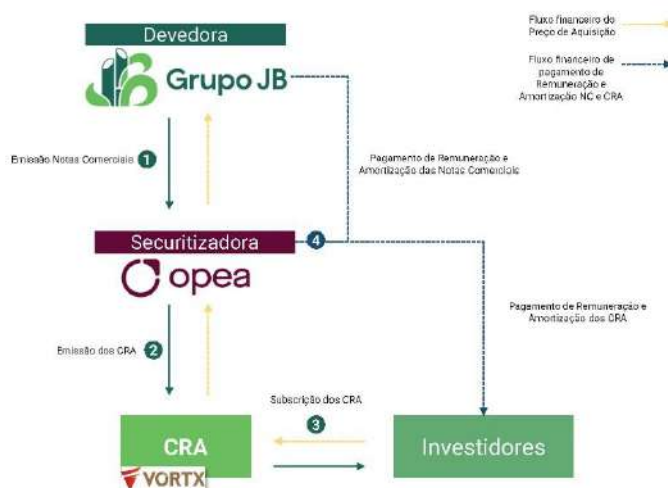 Devedora
Grupo JB
Fluxo financeiro do
Preço de Aquisição
Fluxo financeiro de
pagamento de
Remuneração e
Amortização NC e CRA
Emissão Notas Comerciais 1
Pagamento de Remuneração e
Amortização das Notas Comerciais
Securitizadora 4
opea
Pagamento de Remuneração e
Amortização dos CRA
Emissão dos CRA 2
Subscrição dos CRA
3
CRA
Investidores
VORTX